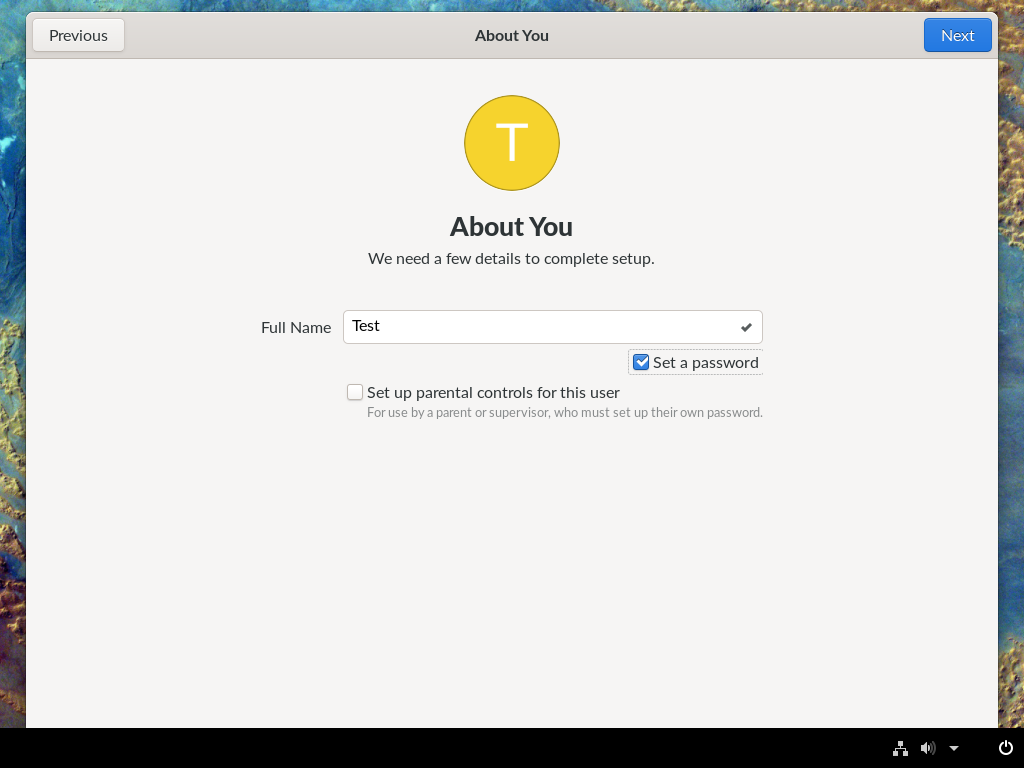 Previous
About You
Next
T
About You
We need a few details to complete setup.
Full Name
Test
Set a password
Set up parental controls for this user
For use by a parent or supervisor, who must set up their own password.